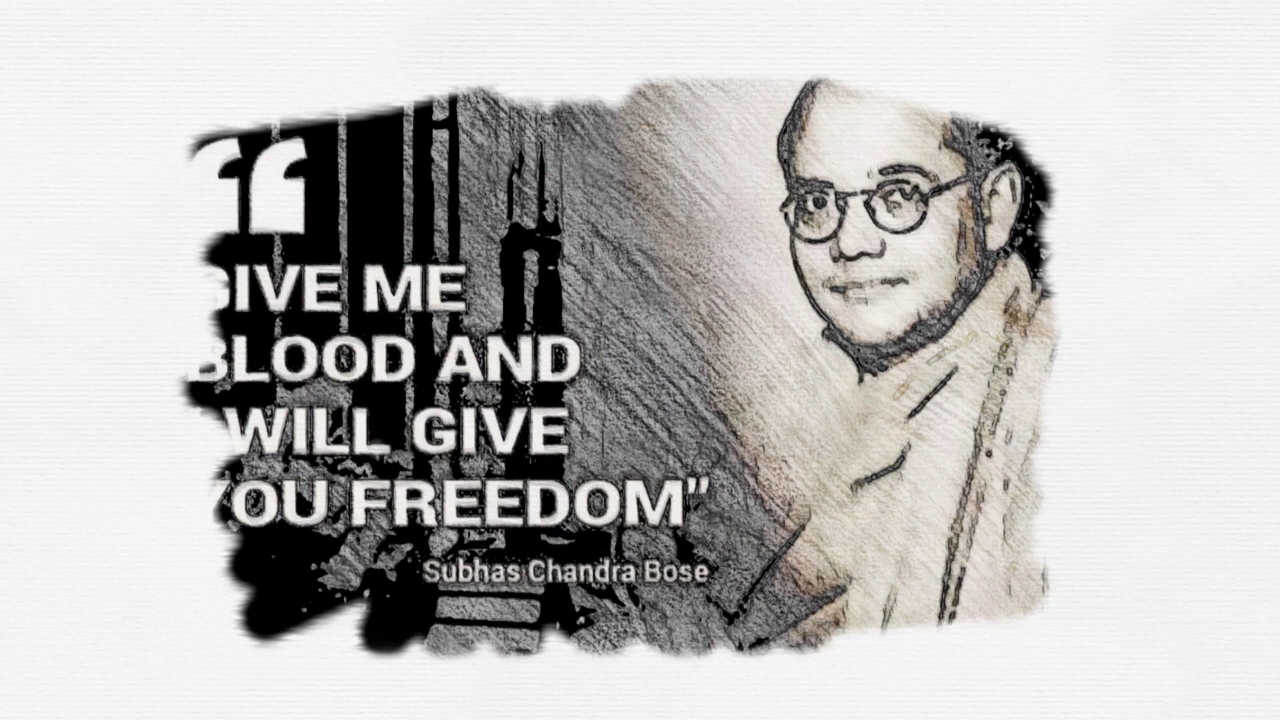 “
GIVE ME
BLOOD AND
WILL GIVE
YOU FREEDOM"
Subhas Chandra Bose